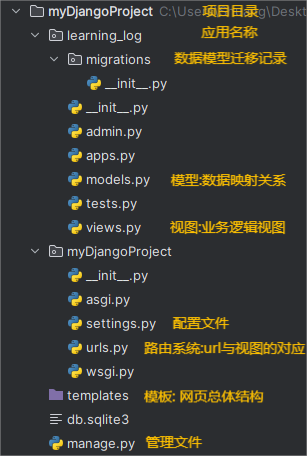 myDjangoProject C:\Use g\Deskt 项目目录
learning_log 应用名称
migrations 数据模型迁移记录
__init__.py
__init__.py
admin.py
apps.py
models.py 模型:数据映射关系
tests.py
views.py 视图:业务逻辑视图
myDjangoProject
__init__.py
asgi.py
settings.py 配置文件
urls.py 路由系统:url与视图的对应
wsgi.py
templates 模板: 网页总体结构
db.sqlite3
manage.py 管理文件